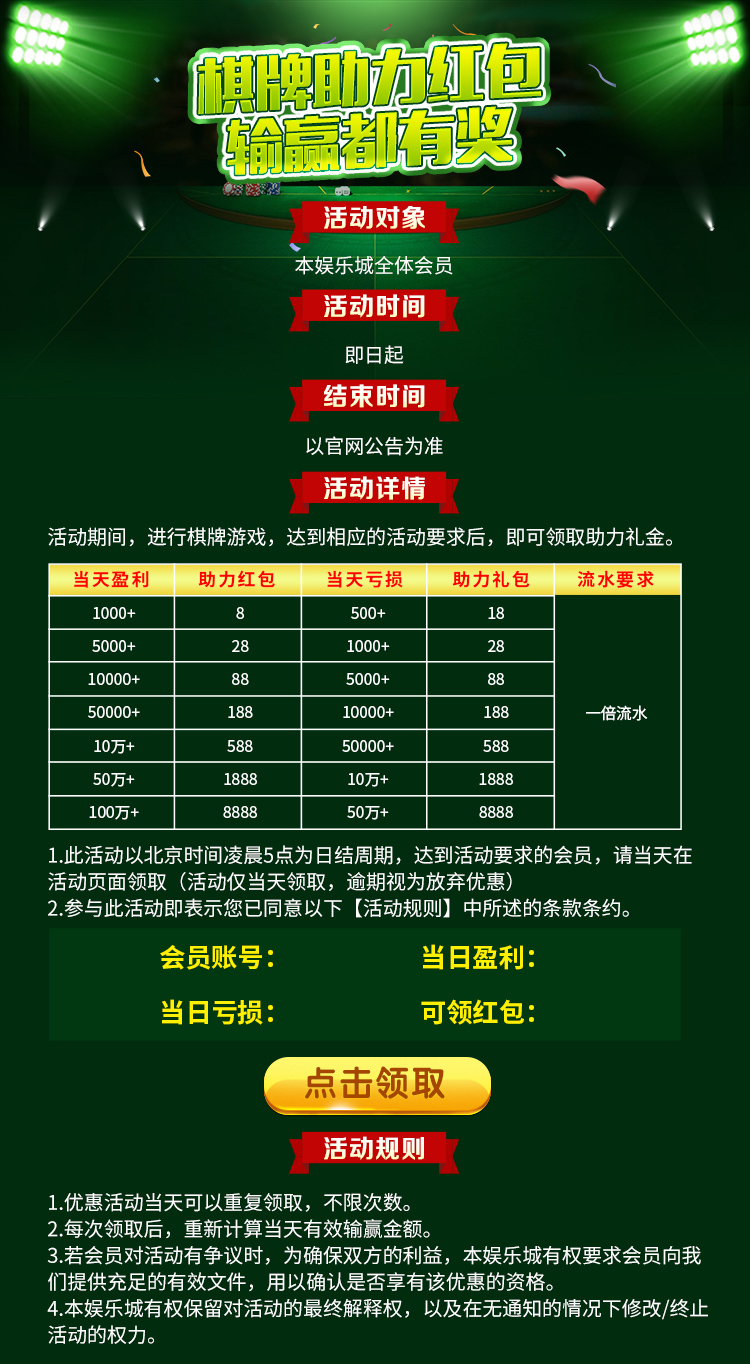 棋牌助力红包
输赢都有奖
活动对象
本娱乐城全体会员
活动时间
即日起
结束时间
以官网公告为准
活动详情
活动期间，进行棋牌游戏，达到相应的活动要求后，即可领取助力礼金。
当天盈利 助力红包 当天亏损 助力礼包 流水要求
1000+ 8 500+ 18
5000+ 28 1000+ 28
10000+ 88 5000+ 88
50000+ 188 10000+ 188 一倍流水
10万+ 588 50000+ 588
50万+ 1888 10万+ 1888
100万+ 8888 50万+ 8888
1.此活动以北京时间凌晨5点为日结周期，达到活动要求的会员，请当天在
活动页面领取（活动仅当天领取，逾期视为放弃优惠）
2.参与此活动即表示您已同意以下【活动规则】中所述的条款条约。
会员账号： 当日盈利：
当日亏损： 可领红包：
点击领取
活动规则
1.优惠活动当天可以重复领取，不限次数。
2.每次领取后，重新计算当天有效输赢金额。
3.若会员对活动有争议时，为确保双方的利益，本娱乐城有权要求会员向我
们提供充足的有效文件，用以确认是否享有该优惠的资格。
4.本娱乐城有权保留对活动的最终解释权，以及在无通知的情况下修改/终止
活动的权力。